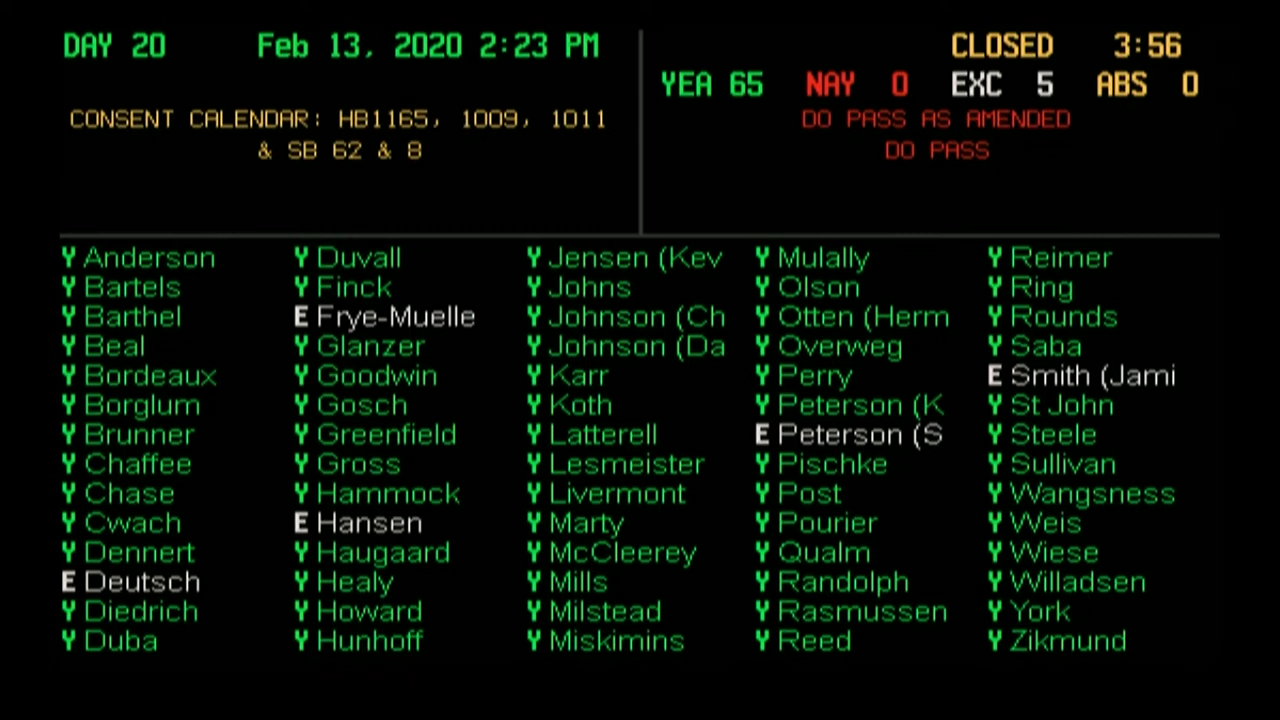 DAY 20 Feb 13, 2020 2:23 PM
CLOSED 3:56
YEA 65 NAY 0 EXC 5 ABS 0
CONSENT CALENDAR: HB1165, 1009, 1011
& SB 62 & 8
DO PASS AS AMENDED
DO PASS
Y Anderson Y Duvall Y Jensen (Kev Y Mulally Y Reimer
Y Bartels Y Finck Y Johns Y Olson Y Ring
Y Barthel E Frye-Muelle Y Johnson (Ch Y Otten (Herm Y Rounds
Y Beal Y Glanzer Y Johnson (Da Y Overweg Y Saba
Y Bordeaux Y Goodwin Y Karr Y Perry E Smith (Jami
Y Borglum Y Gosch Y Koth Y Peterson (K Y St John
Y Brunner Y Greenfield Y Latterell E Peterson (S Y Steele
Y Chaffee Y Gross Y Lesmeister Y Pischke Y Sullivan
Y Chase Y Hammock Y Livermont Y Post Y Wangsness
Y Cwach E Hansen Y Marty Y Pourier Y Weis
Y Dennert Y Haugaard Y McCleerey Y Qualm Y Wiese
E Deutsch Y Healy Y Mills Y Randolph Y Willadsen
Y Diedrich Y Howard Y Milstead Y Rasmussen Y York
Y Duba Y Hunhoff Y Miskimins Y Reed Y Zikmund